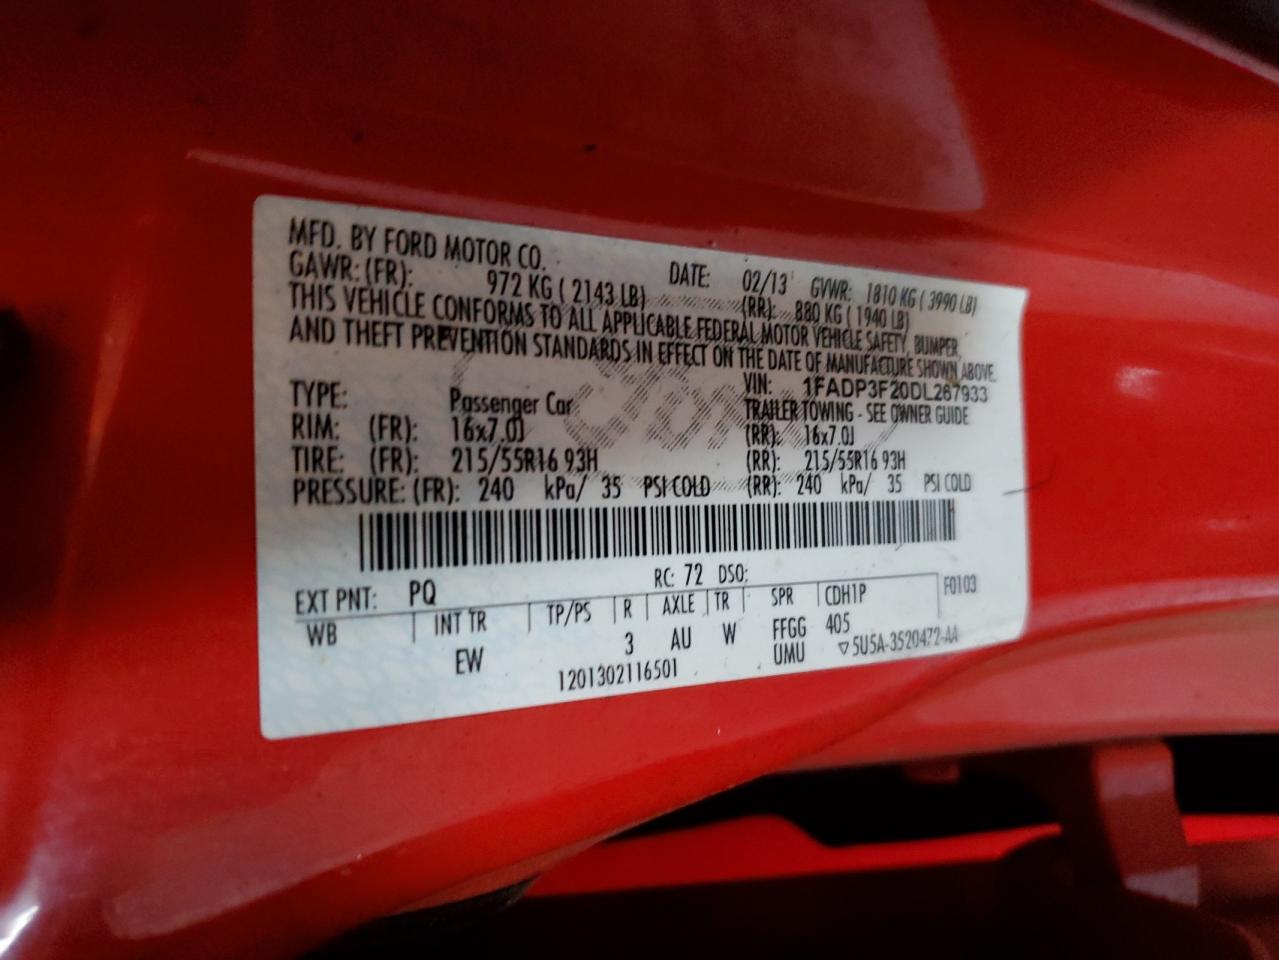 MFD. BY FORD MOTOR CO.
DATE: 02/13 GVWR: 1810 KG ( 3990 LB)
GAWR: (FR): 972 KG ( 2143 LB) (RR): 880 KG ( 1940 LB)
THIS VEHICLE CONFORMS TO ALL APPLICABLE FEDERAL MOTOR VEHICLE SAFETY, BUMPER,
AND THEFT PREVENTION STANDARDS IN EFFECT ON THE DATE OF MANUFACTURE SHOWN ABOVE.
VIN: 1FADP3F20DL267933
TYPE: Passenger Car TRAILER TOWING - SEE OWNER GUIDE
RIM: (FR): 16x7.0J (RR): 16x7.0J
TIRE: (FR): 215/55R16 93H (RR): 215/55R16 93H
PRESSURE: (FR): 240 kPa/ 35 PSI COLD (RR): 240 kPa/ 35 PSI COLD
EXT PNT: PQ RC: 72 DSO: F0103
WB INT TR TP/PS R AXLE TR SPR CDH1P
EW 3 AU W FFGG 405
1201302116501 UMU ▽5U5A-3520472-AA